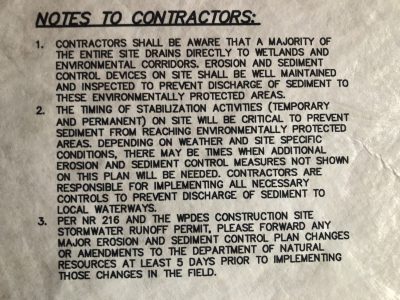 NOTES TO CONTRACTORS:
1. CONTRACTORS SHALL BE AWARE THAT A MAJORITY OF
THE ENTIRE SITE DRAINS DIRECTLY TO WETLANDS AND
ENVIRONMENTAL CORRIDORS. EROSION AND SEDIMENT
CONTROL DEVICES ON SITE SHALL BE WELL MAINTAINED
AND INSPECTED TO PREVENT DISCHARGE OF SEDIMENT TO
THESE ENVIRONMENTALLY PROTECTED AREAS.
2. THE TIMING OF STABILIZATION ACTIVITIES (TEMPORARY
AND PERMANENT) ON SITE WILL BE CRITICAL TO PREVENT
SEDIMENT FROM REACHING ENVIRONMENTALLY PROTECTED
AREAS. DEPENDING ON WEATHER AND SITE SPECIFIC
CONDITIONS, THERE MAY BE TIMES WHEN ADDITIONAL
EROSION AND SEDIMENT CONTROL MEASURES NOT SHOWN
ON THIS PLAN WILL BE NEEDED. CONTRACTORS ARE
RESPONSIBLE FOR IMPLEMENTING ALL NECESSARY
CONTROLS TO PREVENT DISCHARGE OF SEDIMENT TO
LOCAL WATERWAYS.
3. PER NR 216 AND THE WPDES CONSTRUCTION SITE
STORMWATER RUNOFF PERMIT, PLEASE FORWARD ANY
MAJOR EROSION AND SEDIMENT CONTROL PLAN CHANGES
OR AMENDMENTS TO THE DEPARTMENT OF NATURAL
RESOURCES AT LEAST 5 DAYS PRIOR TO IMPLEMENTING
THOSE CHANGES IN THE FIELD.